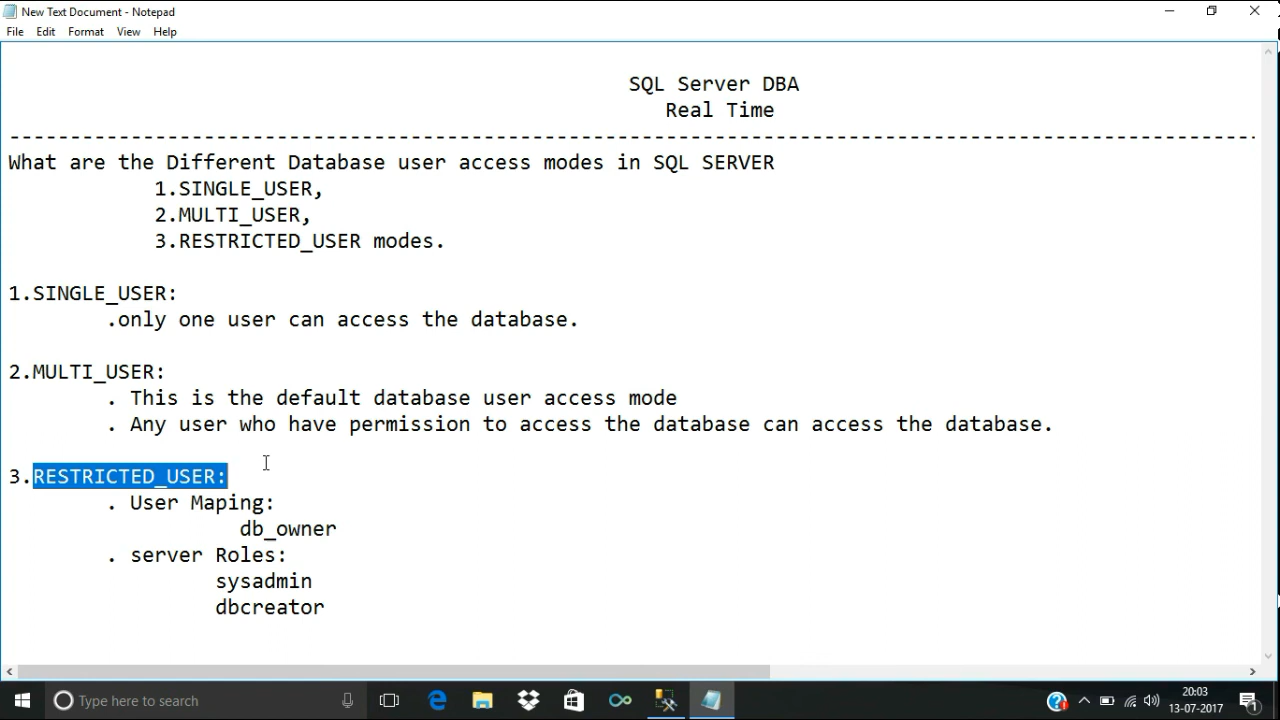 New Text Document - Notepad
File Edit Format View Help
SQL Server DBA
Real Time
--------------------------------------------------------------------------------------------------------
What are the Different Database user access modes in SQL SERVER
1.SINGLE_USER,
2.MULTI_USER,
3.RESTRICTED_USER modes.
1.SINGLE_USER:
.only one user can access the database.
2.MULTI_USER:
. This is the default database user access mode
. Any user who have permission to access the database can access the database.
3.RESTRICTED_USER:
. User Maping:
db_owner
. server Roles:
sysadmin
dbcreator
Type here to search
20:03
13-07-2017
1